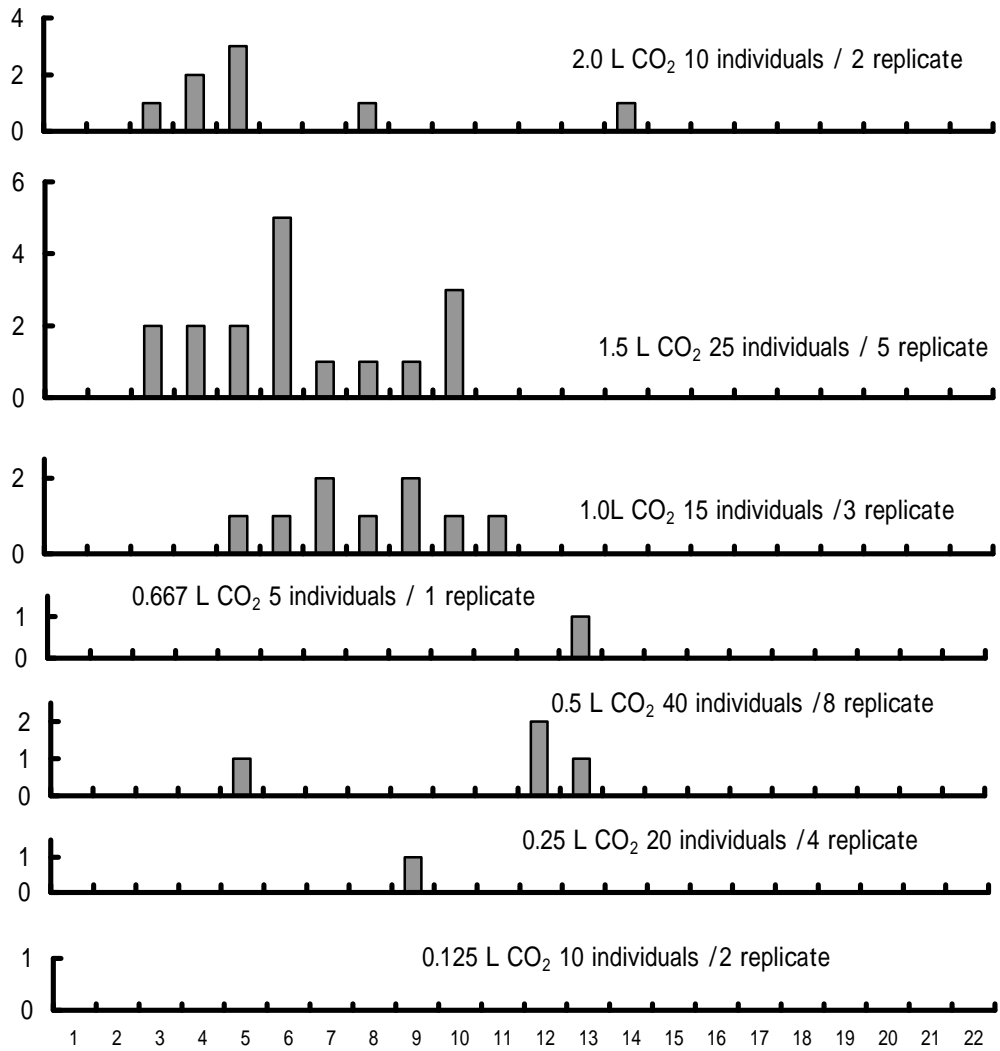 4
2
0
2.0 L CO₂ 10 individuals / 2 replicate
6
4
2
0
1.5 L CO₂ 25 individuals / 5 replicate
2
0
1.0L CO₂ 15 individuals /3 replicate
0.667 L CO₂ 5 individuals / 1 replicate
1
0
0.5 L CO₂ 40 individuals /8 replicate
2
1
0
0.25 L CO₂ 20 individuals /4 replicate
1
0
0.125 L CO₂ 10 individuals /2 replicate
1
0
1 2 3 4 5 6 7 8 9 10 11 12 13 14 15 16 17 18 19 20 21 22